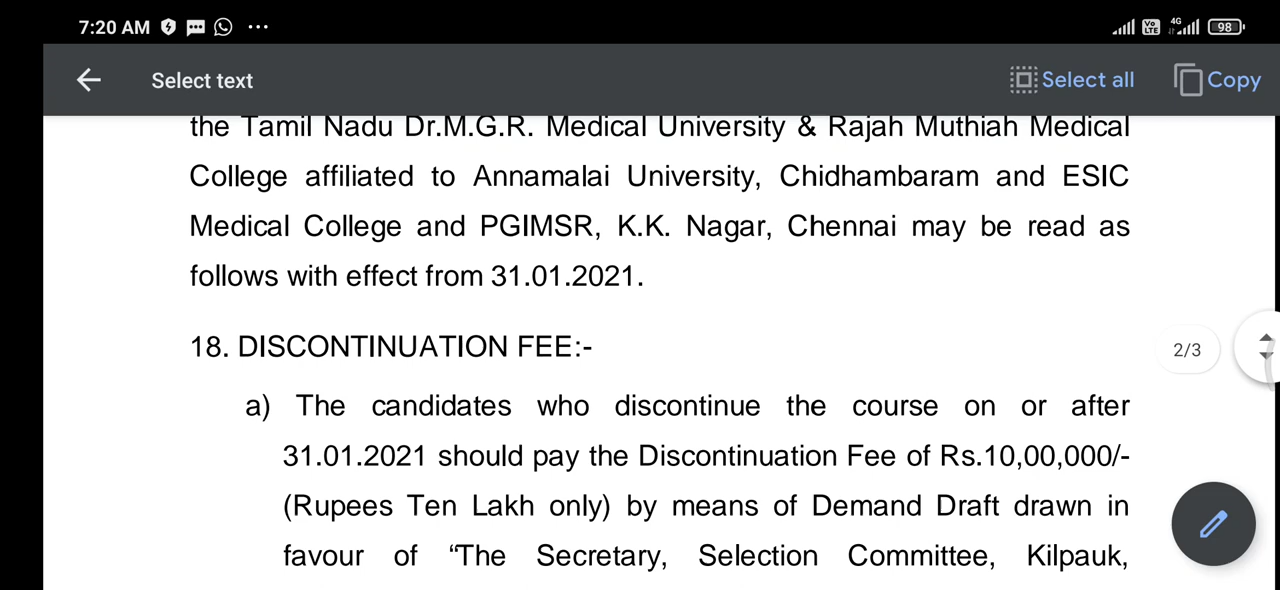 7:20 AM ...
Vo LTE 4G 98
Select text
Select all
Copy
the Tamil Nadu Dr.M.G.R. Medical University & Rajah Muthiah Medical
College affiliated to Annamalai University, Chidhambaram and ESIC
Medical College and PGIMSR, K.K. Nagar, Chennai may be read as
follows with effect from 31.01.2021.
18. DISCONTINUATION FEE:-
2/3
a) The candidates who discontinue the course on or after
31.01.2021 should pay the Discontinuation Fee of Rs.10,00,000/-
(Rupees Ten Lakh only) by means of Demand Draft drawn in
favour of “The Secretary, Selection Committee, Kilpauk,